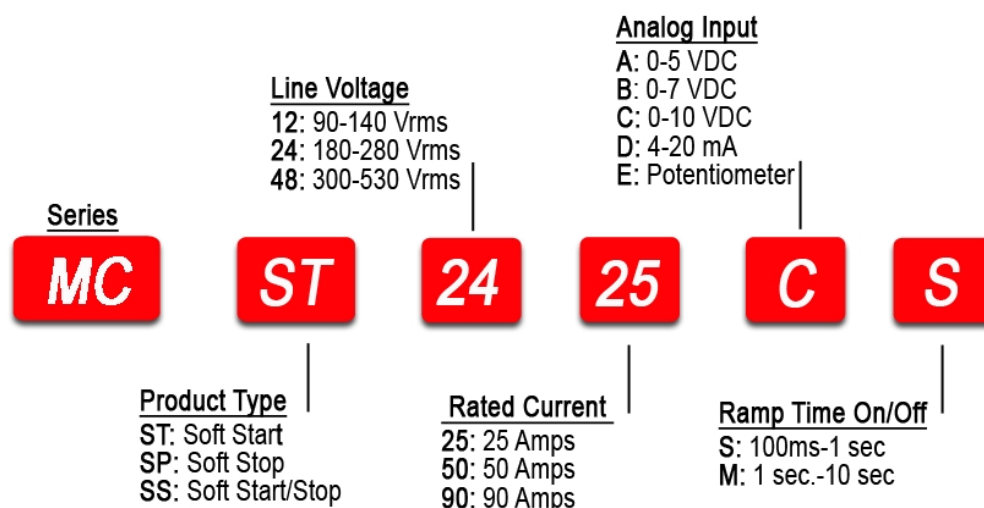 Analog Input
A: 0-5 VDC
B: 0-7 VDC
C: 0-10 VDC
D: 4-20 mA
E: Potentiometer
Line Voltage
12: 90-140 Vrms
24: 180-280 Vrms
48: 300-530 Vrms
Series
MC ST 24 25 C S
Product Type
ST: Soft Start
SP: Soft Stop
SS: Soft Start/Stop
Rated Current
25: 25 Amps
50: 50 Amps
90: 90 Amps
Ramp Time On/Off
S: 100ms-1 sec
M: 1 sec.-10 sec